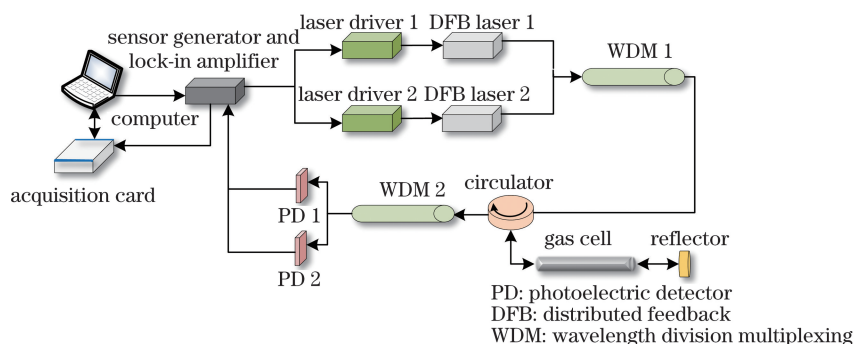 laser driver 1 DFB laser 1
sensor generator and
lock-in amplifier
WDM 1
laser driver 2 DFB laser 2
computer
acquisition card
PD 1
WDM 2
circulator
gas cell
reflector
PD 2
PD: photoelectric detector
DFB: distributed feedback
WDM: wavelength division multiplexing